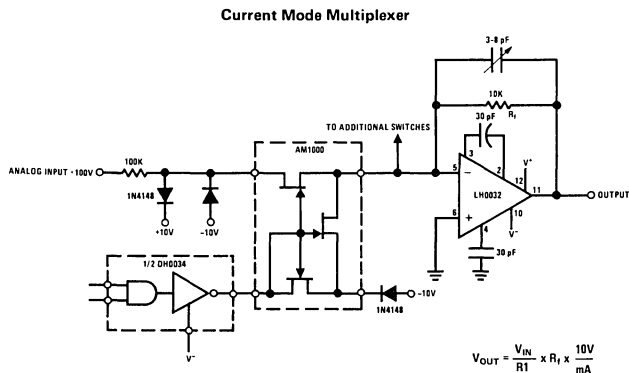 Current Mode Multiplexer
3-8 pF
10K
Rf
30 pF
TO ADDITIONAL SWITCHES
AM1000
ANALOG INPUT -100V
100K
1N4148
+10V
-10V
5
3
2
-
V+
12
11
LH0032
OUTPUT
6
+
4
10
V-
30 pF
1/2 DH0034
V-
1N4148
-10V
VOUT = VIN / R1 x Rf x 10V / mA